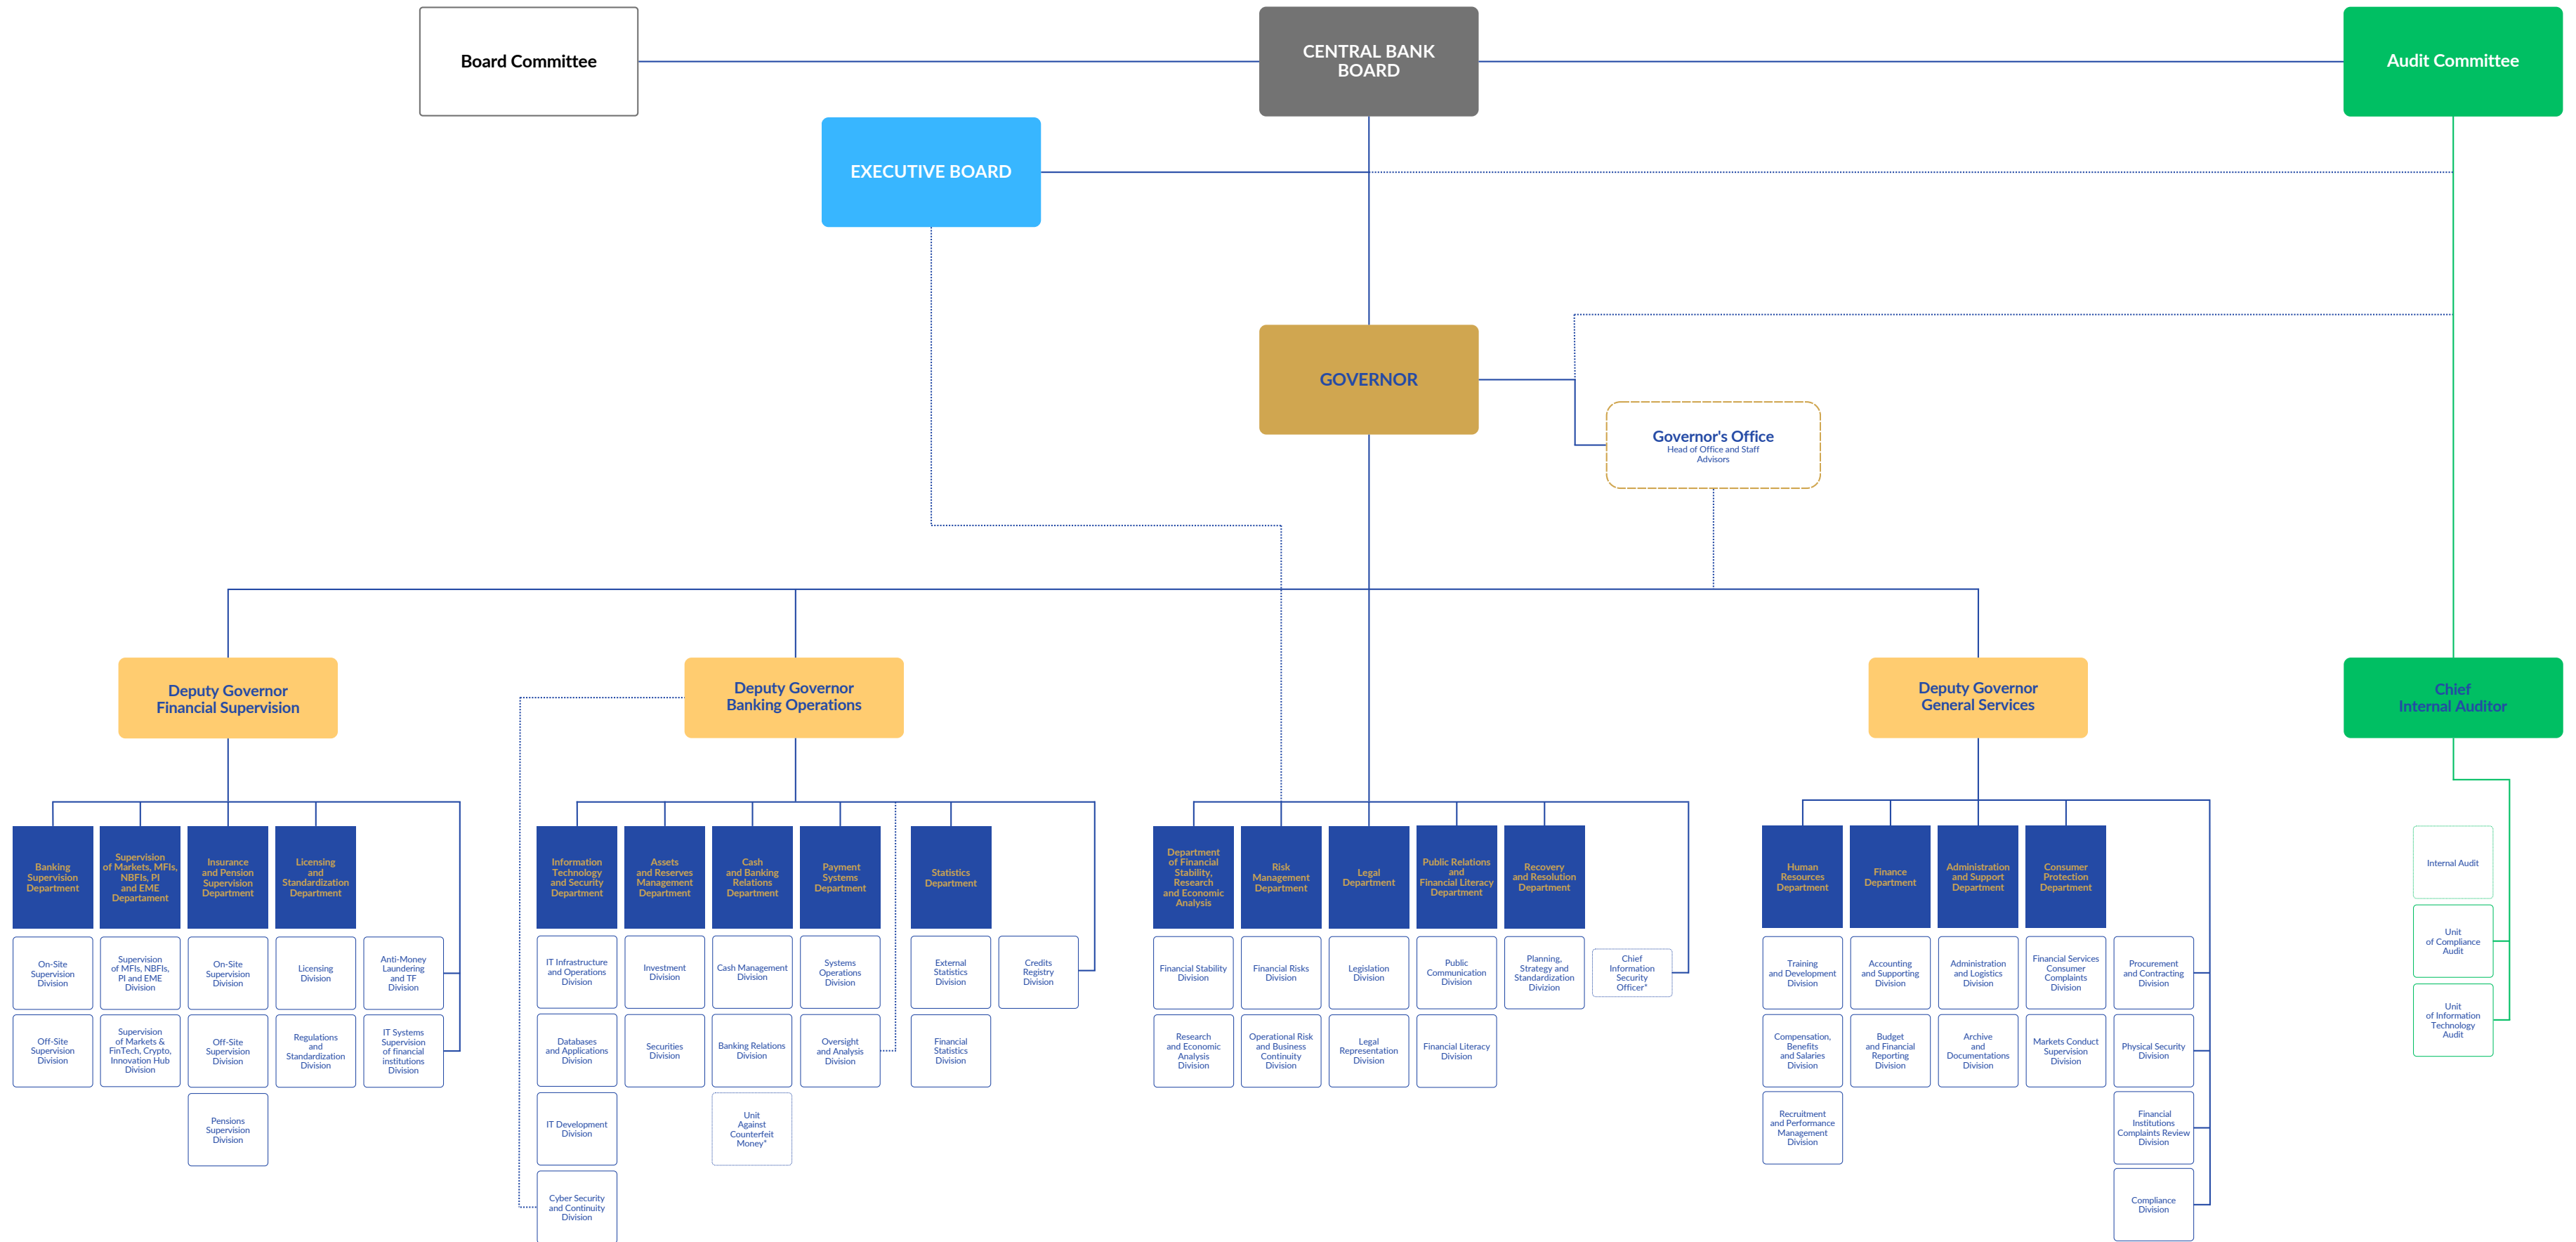 Board Committee
CENTRAL BANK
BOARD
Audit Committee
EXECUTIVE BOARD
GOVERNOR
Governor's Office
Head of Office and Staff
Advisors
Deputy Governor
Financial Supervision
Deputy Governor
Banking Operations
Deputy Governor
General Services
Chief
Internal Auditor
Banking
Supervision
Department
Supervision
of Markets, MFIs,
NBFIs, PI
and EME
Departament
Insurance
and Pension
Supervision
Department
Licensing
and
Standardization
Department
On-Site
Supervision
Division
Supervision
of MFIs, NBFIs,
PI and EME
Division
On-Site
Supervision
Division
Licensing
Division
Anti-Money
Laundering
and TF
Division
Off-Site
Supervision
Division
Supervision
of Markets &
FinTech, Crypto,
Innovation Hub
Division
Off-Site
Supervision
Division
Regulations
and
Standardization
Division
IT Systems
Supervision
of financial
institutions
Division
Pensions
Supervision
Division
Information
Technology
and Security
Department
Assets
and Reserves
Management
Department
Cash
and Banking
Relations
Department
Payment
Systems
Department
Statistics
Department
IT Infrastructure
and Operations
Division
Investment
Division
Cash Management
Division
Systems
Operations
Division
External
Statistics
Division
Credits
Registry
Division
Databases
and Applications
Division
Securities
Division
Banking Relations
Division
Oversight
and Analysis
Division
Financial
Statistics
Division
IT Development
Division
Unit
Against
Counterfeit
Money*
Cyber Security
and Continuity
Division
Department
of Financial
Stability,
Research
and Economic
Analysis
Risk
Management
Department
Legal
Department
Public Relations
and
Financial Literacy
Department
Recovery
and Resolution
Department
Financial Stability
Division
Financial Risks
Division
Legislation
Division
Public
Communication
Division
Planning,
Strategy and
Standardization
Divizion
Chief
Information
Security
Officer*
Research
and Economic
Analysis
Division
Operational Risk
and Business
Continuity
Division
Legal
Representation
Division
Financial Literacy
Division
Human
Resources
Department
Finance
Department
Administration
and Support
Department
Consumer
Protection
Department
Training
and Development
Division
Accounting
and Supporting
Division
Administration
and Logistics
Division
Financial Services
Consumer
Complaints
Division
Procurement
and Contracting
Division
Compensation,
Benefits
and Salaries
Division
Budget
and Financial
Reporting
Division
Archive
and
Documentations
Division
Markets Conduct
Supervision
Division
Physical Security
Division
Recruitment
and Performance
Management
Division
Financial
Institutions
Complaints Review
Division
Compliance
Division
Internal Audit
Unit
of Compliance
Audit
Unit
of Information
Technology
Audit